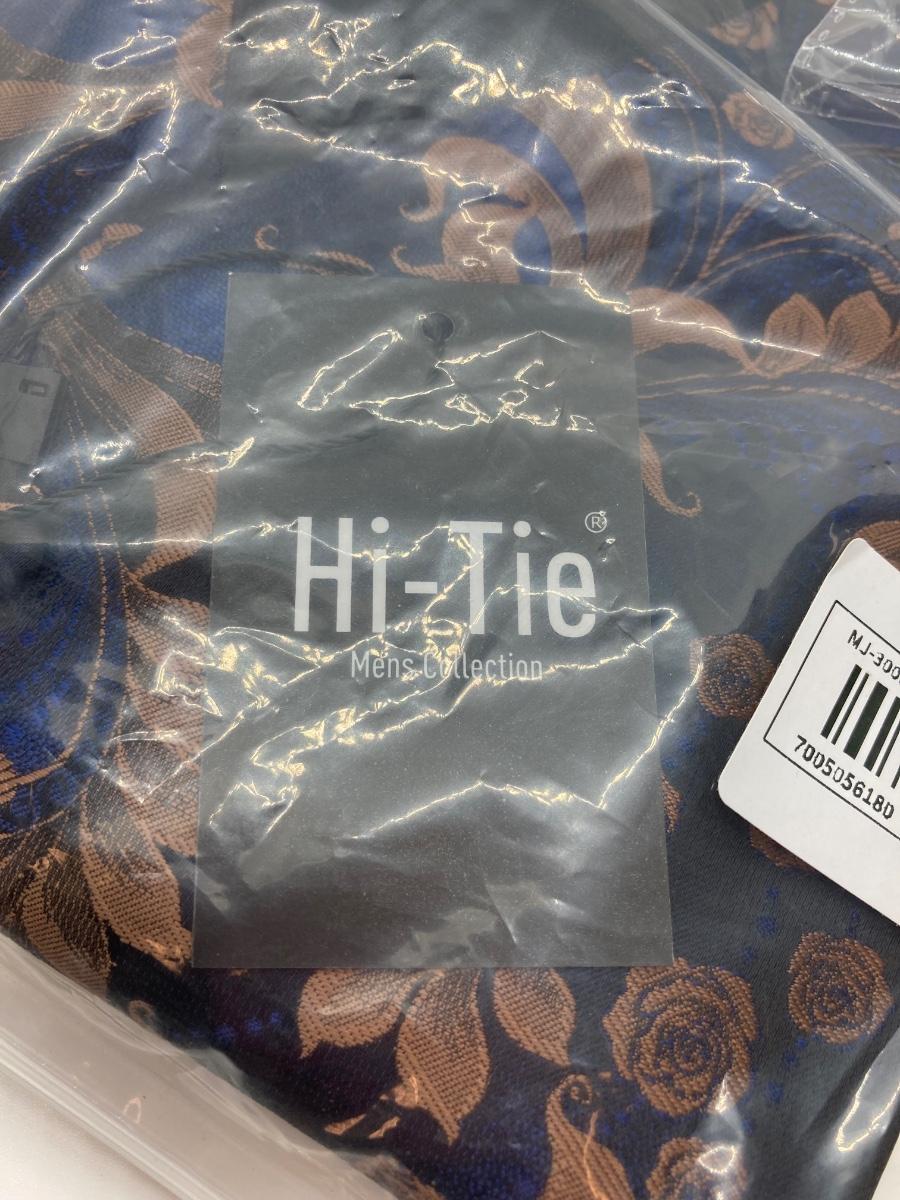 Hi-Tie®
Mens Collection
MJ-300
7005056180
G